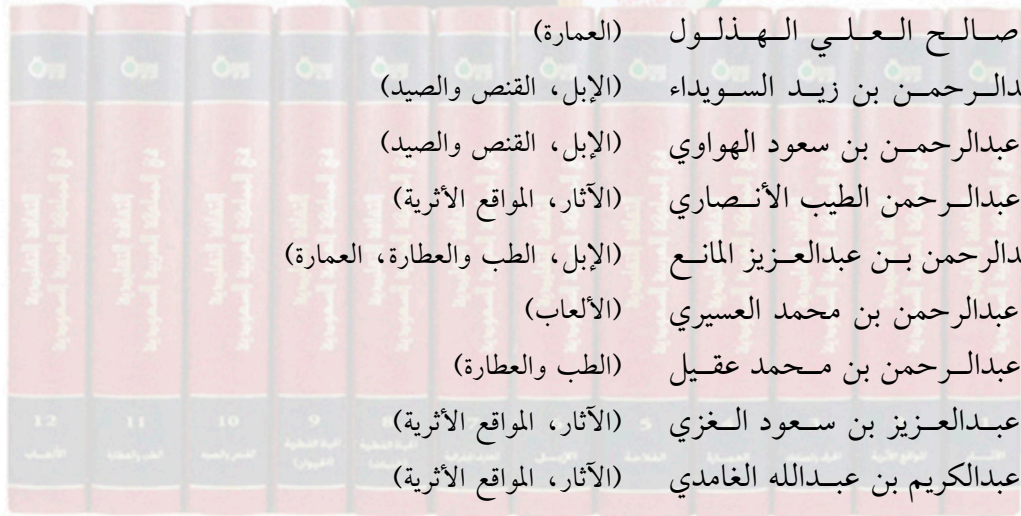 صالح العلي الهذلول (العمارة)
عبدالرحمن بن زيد السويداء (الإبل، القنص والصيد)
عبدالرحمن بن سعود الهواوي (الإبل، القنص والصيد)
عبدالرحمن الطيب الأنصاري (الآثار، المواقع الأثرية)
عبدالرحمن بن عبدالعزيز المانع (الإبل، الطب والعطارة، العمارة)
عبدالرحمن بن محمد العسيري (الألعاب)
عبدالرحمن بن محمد عقيل (الطب والعطارة)
عبدالعزيز بن سعود الغزي (الآثار، المواقع الأثرية)
عبدالكريم بن عبدالله الغامدي (الآثار، المواقع الأثرية)